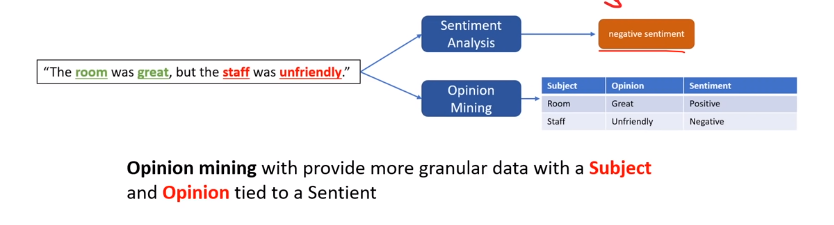 Sentiment
Analysis
negative sentiment
“The room was great, but the staff was unfriendly.”
Opinion
Mining
Subject Opinion Sentiment
Room Great Positive
Staff Unfriendly Negative
Opinion mining with provide more granular data with a Subject
and Opinion tied to a Sentient